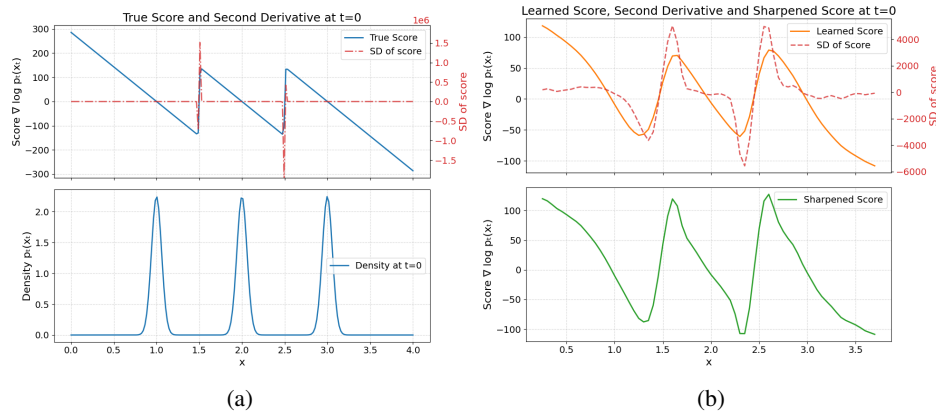 True Score and Second Derivative at t=0
1e6
Score ∇ log pₜ(xₜ)
300
200
100
0
−100
−200
−300
True Score
SD of score
1.5
1.0
0.5
0.0
−0.5
−1.0
−1.5
SD of score
Density pₜ(xₜ)
2.0
1.5
1.0
0.5
0.0
Density at t=0
0.0 0.5 1.0 1.5 2.0 2.5 3.0 3.5 4.0
x
(a)
Learned Score, Second Derivative and Sharpened Score at t=0
Score ∇ log pₜ(xₜ)
100
50
0
−50
−100
Learned Score
SD of Score
4000
2000
0
−2000
−4000
−6000
SD of score
Score ∇ log pₜ(xₜ)
100
50
0
−50
−100
Sharpened Score
0.5 1.0 1.5 2.0 2.5 3.0 3.5
x
(b)